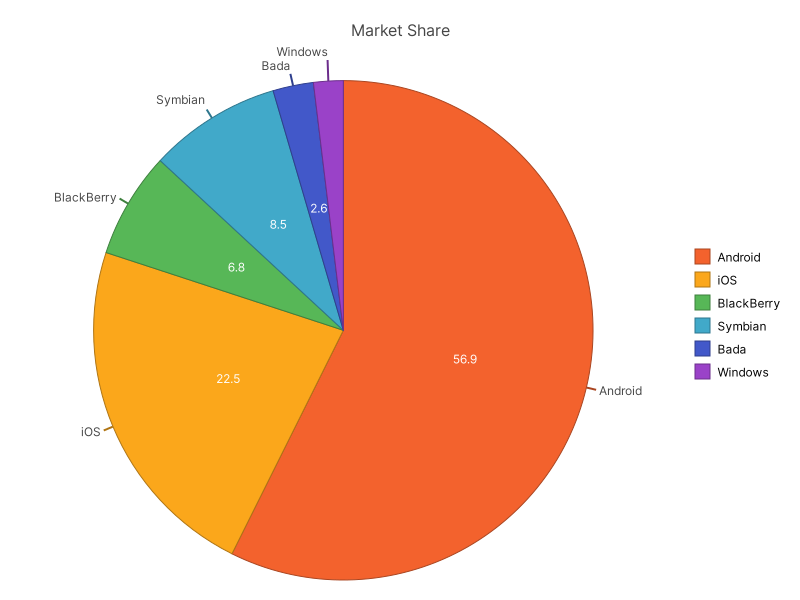 Market Share
Windows
Bada
Symbian
BlackBerry
2.6
8.5
6.8
Android
iOS
BlackBerry
Symbian
Bada
Windows
56.9
22.5
Android
iOS